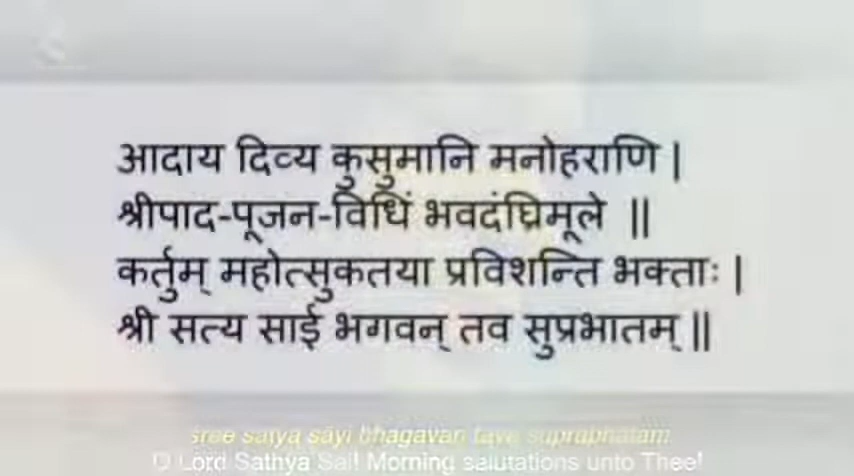 आदाय दिव्य कुसुमानि मनोहराणि |
श्रीपाद-पूजन-विधिं भवदंघ्रिमूले ||
कर्तुम् महोत्सुकतया प्रविशन्ति भक्ताः |
श्री सत्य साई भगवन् तव सुप्रभातम् ||
sree satya sayi bhagavan tava suprabhatam
O Lord Sathya Sai! Morning salutations unto Thee!